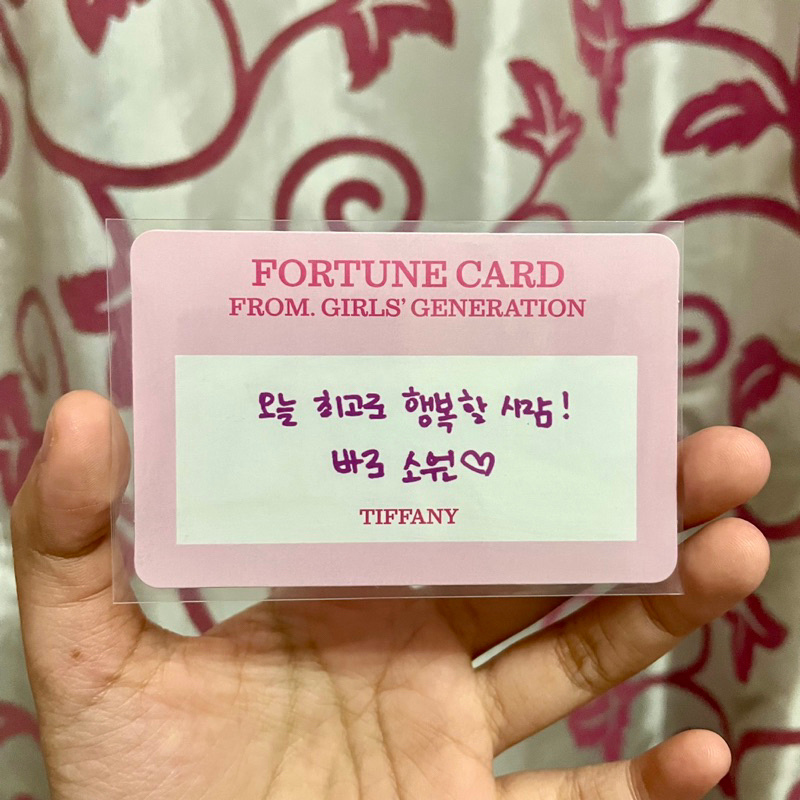 FORTUNE CARD
FROM. GIRLS' GENERATION
오늘 최고로 행복할 사람!
바로 소원♡
TIFFANY